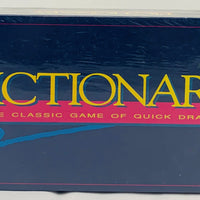 ICTIONAR
E CLASSIC GAME OF QUICK DRA